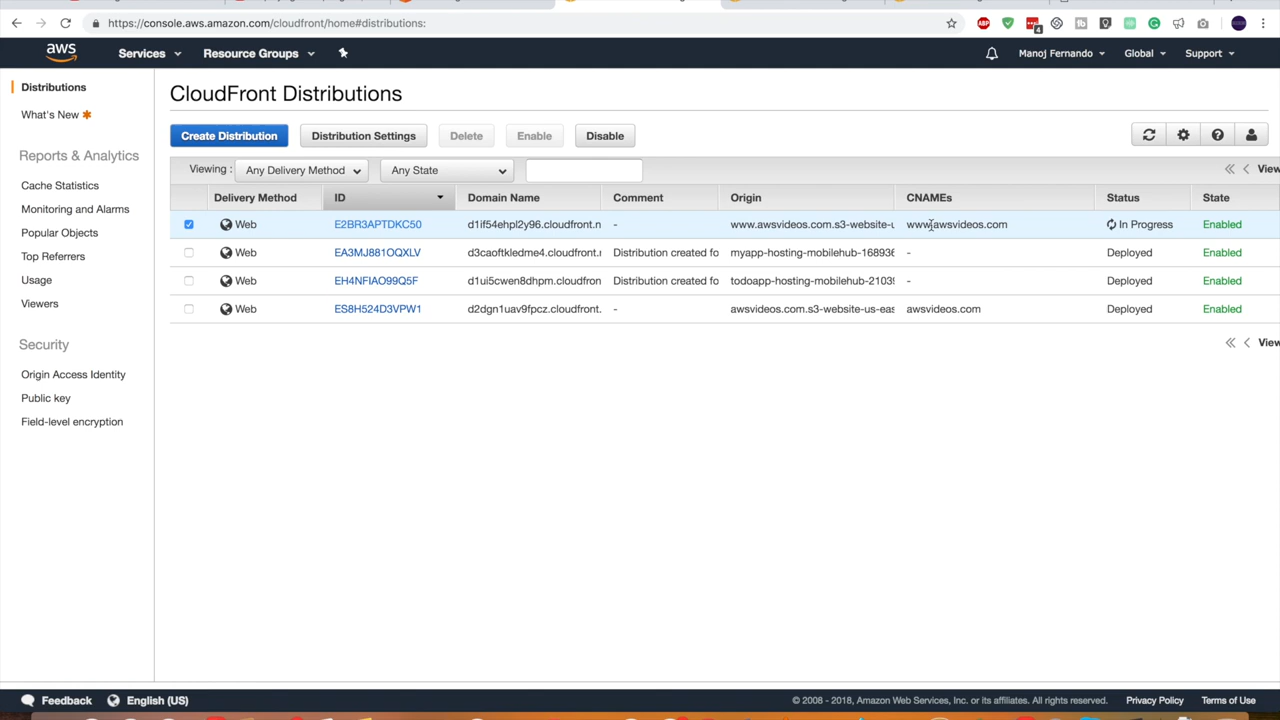 https://console.aws.amazon.com/cloudfront/home#distributions:
ABP
4
aws
Services
Resource Groups
Manoj Fernando
Global
Support
Distributions
What's New
Reports & Analytics
Cache Statistics
Monitoring and Alarms
Popular Objects
Top Referrers
Usage
Viewers
Security
Origin Access Identity
Public key
Field-level encryption
CloudFront Distributions
Create Distribution Distribution Settings Delete Enable Disable
Viewing : Any Delivery Method Any State View
Delivery Method ID Domain Name Comment Origin CNAMEs Status State
Web E2BR3APTDKC50 d1if54ehpl2y96.cloudfront.n - www.awsvideos.com.s3-website-u www.awsvideos.com In Progress Enabled
Web EA3MJ881OQXLV d3caoftkledme4.cloudfront. Distribution created fo myapp-hosting-mobilehub-168936 - Deployed Enabled
Web EH4NFIAO99Q5F d1ui5cwen8dhpm.cloudfront Distribution created fo todoapp-hosting-mobilehub-21039 - Deployed Enabled
Web ES8H524D3VPW1 d2dgn1uav9fpcz.cloudfront. - awsvideos.com.s3-website-us-eas awsvideos.com Deployed Enabled
View
Feedback English (US) © 2008 - 2018, Amazon Web Services, Inc. or its affiliates. All rights reserved. Privacy Policy Terms of Use